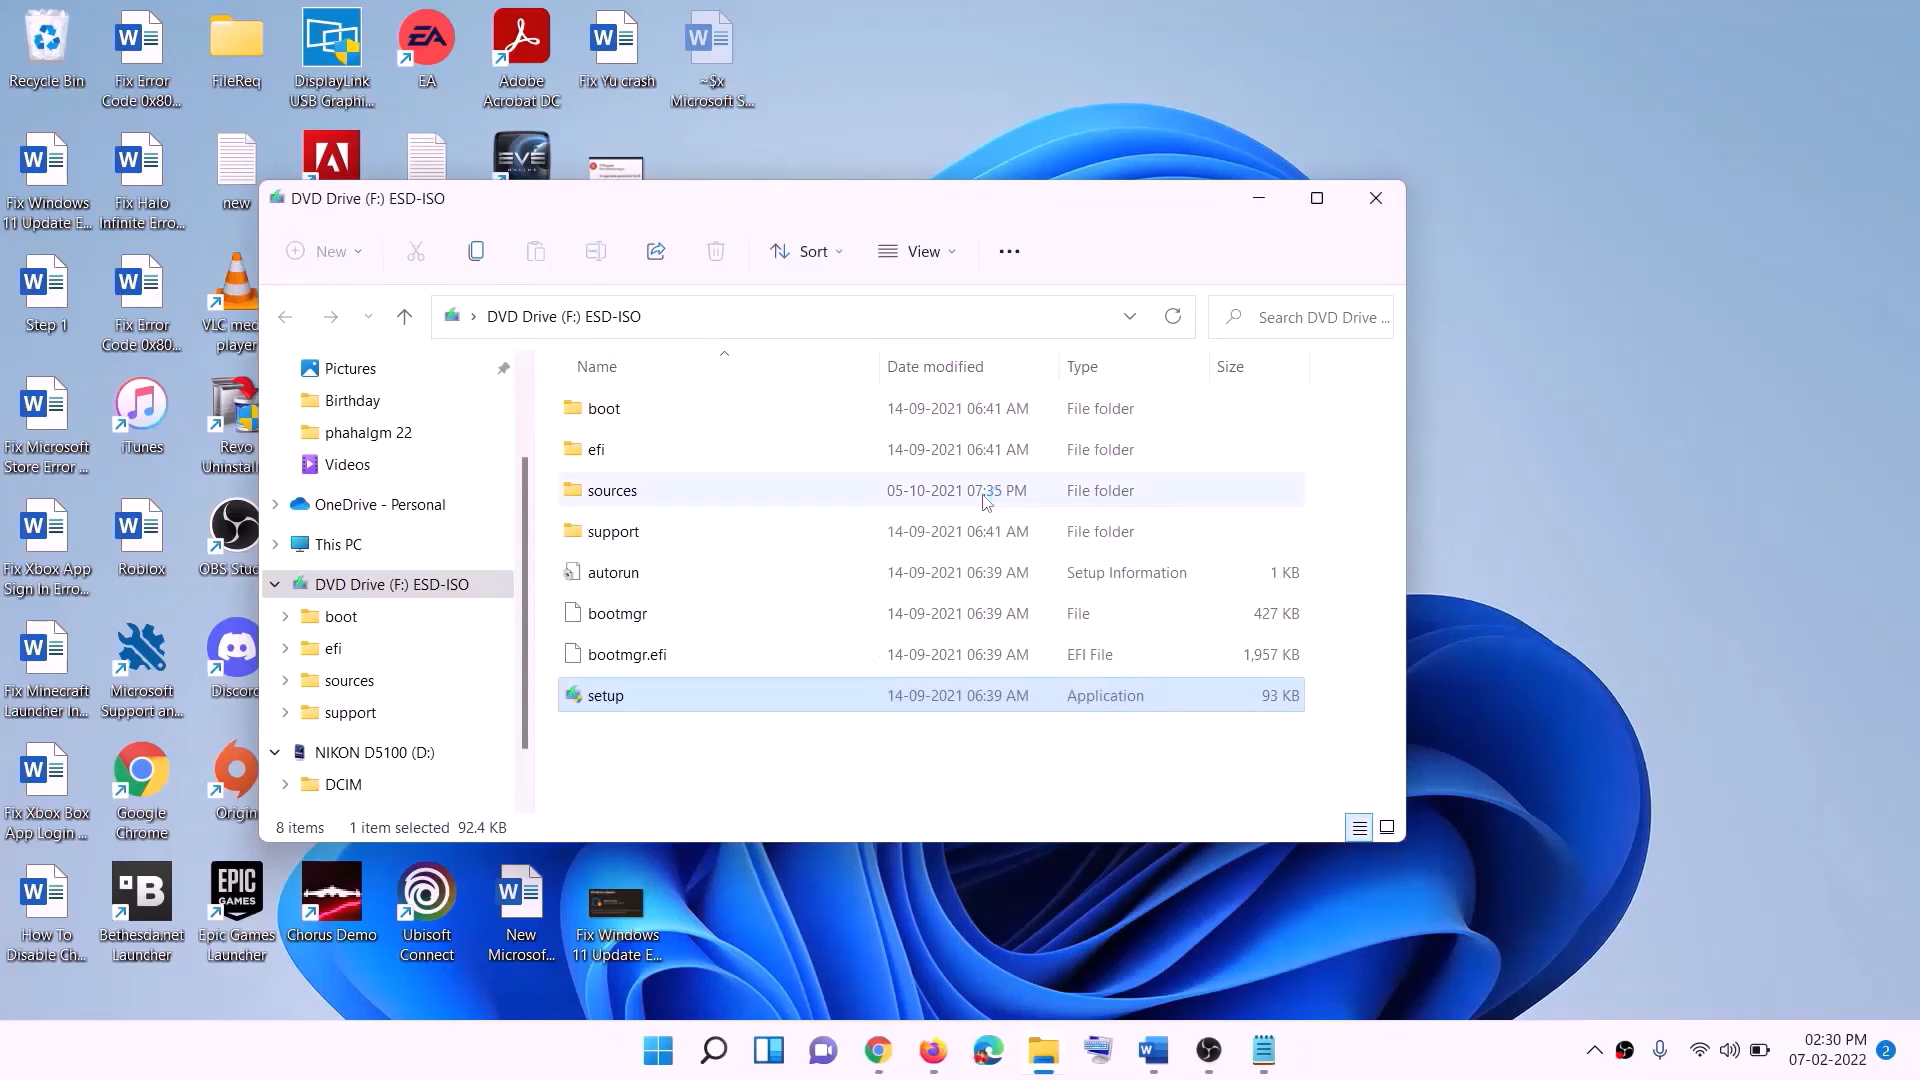 Recycle Bin
Fix Error
Code 0x80...
FileReq
DisplayLink
USB Graphi...
EA
EA
Adobe
Acrobat DC
Fix Yu crash
~$x
Microsoft S...
Fix Windows
11 Update E...
Fix Halo
Infinite Erro...
new
EVE
ONLINE
Step 1
Fix Error
Code 0x80...
VLC med
player
Fix Microsoft
Store Error ...
iTunes
Revo
Uninstall
Fix Xbox App
Sign In Erro...
Roblox
OBS Stud
Fix Minecraft
Launcher In...
Microsoft
Support an...
Discord
Fix Xbox Box
App Login ...
Google
Chrome
Origin
How To
Disable Ch...
Bethesda.net
Launcher
EPIC
GAMES
Epic Games
Launcher
Chorus Demo
Ubisoft
Connect
New
Microsof...
Fix Windows
11 Update E...
DVD Drive (F:) ESD-ISO
New
Sort
View
DVD Drive (F:) ESD-ISO
Search DVD Drive ...
Pictures
Birthday
phahalgm 22
Videos
OneDrive - Personal
This PC
DVD Drive (F:) ESD-ISO
boot
efi
sources
support
NIKON D5100 (D:)
DCIM
Name Date modified Type Size
boot 14-09-2021 06:41 AM File folder
efi 14-09-2021 06:41 AM File folder
sources 05-10-2021 07:35 PM File folder
support 14-09-2021 06:41 AM File folder
autorun 14-09-2021 06:39 AM Setup Information 1 KB
bootmgr 14-09-2021 06:39 AM File 427 KB
bootmgr.efi 14-09-2021 06:39 AM EFI File 1,957 KB
setup 14-09-2021 06:39 AM Application 93 KB
8 items 1 item selected 92.4 KB
02:30 PM
07-02-2022
2